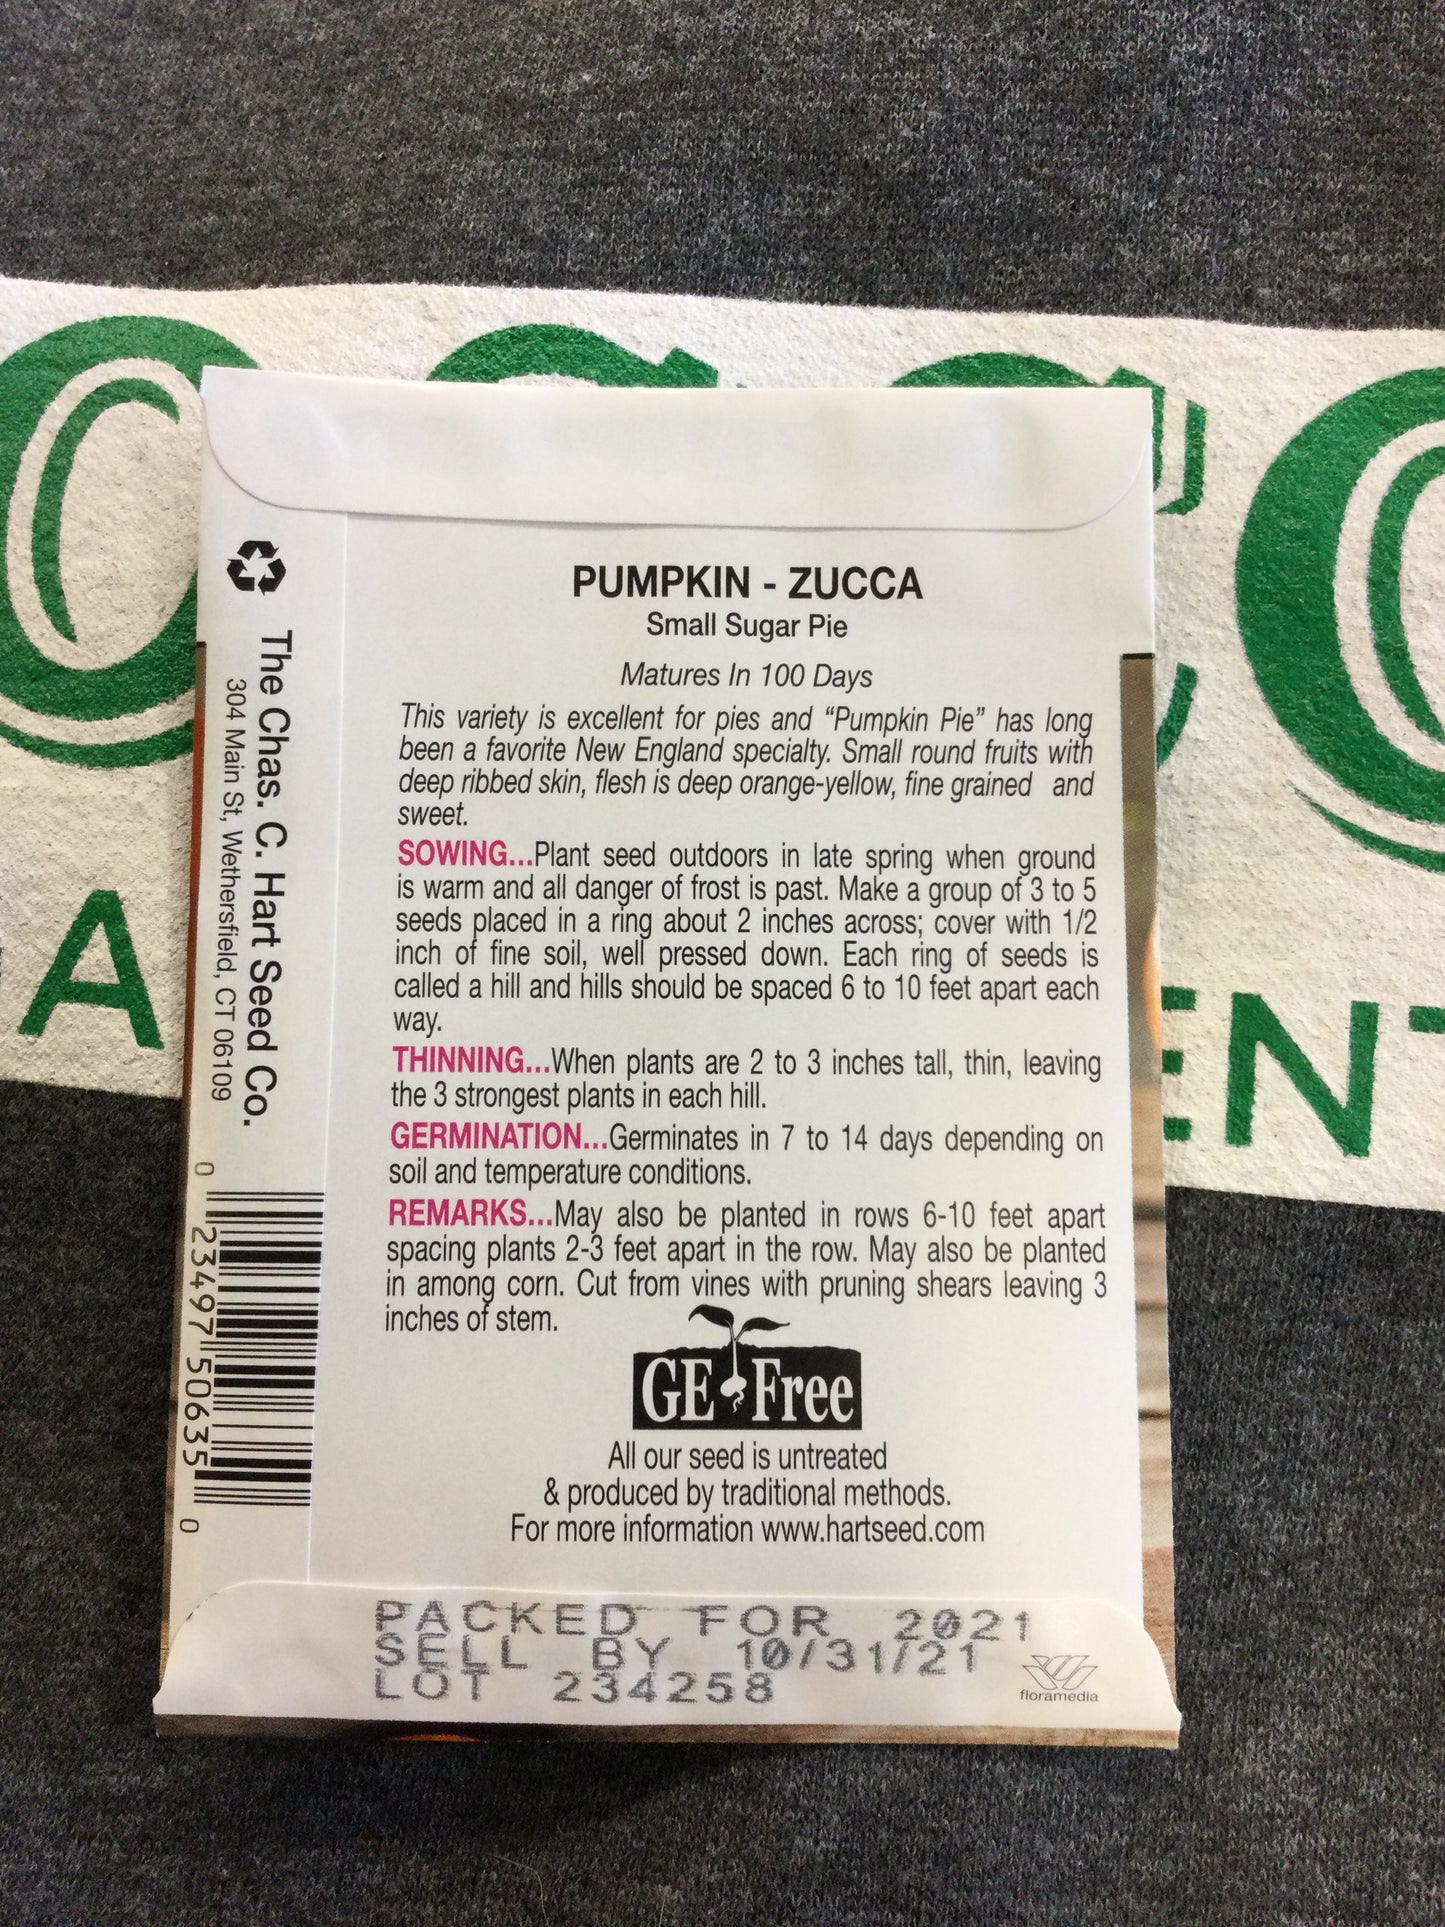 PUMPKIN - ZUCCA
Small Sugar Pie
Matures In 100 Days
This variety is excellent for pies and “Pumpkin Pie” has long
been a favorite New England specialty. Small round fruits with
deep ribbed skin, flesh is deep orange-yellow, fine grained and
sweet.
SOWING...Plant seed outdoors in late spring when ground
is warm and all danger of frost is past. Make a group of 3 to 5
seeds placed in a ring about 2 inches across; cover with 1/2
inch of fine soil, well pressed down. Each ring of seeds is
called a hill and hills should be spaced 6 to 10 feet apart each
way.
THINNING...When plants are 2 to 3 inches tall, thin, leaving
the 3 strongest plants in each hill.
GERMINATION...Germinates in 7 to 14 days depending on
soil and temperature conditions.
REMARKS...May also be planted in rows 6-10 feet apart
spacing plants 2-3 feet apart in the row. May also be planted
in among corn. Cut from vines with pruning shears leaving 3
inches of stem.
GE Free
All our seed is untreated
& produced by traditional methods.
For more information www.hartseed.com
PACKED FOR 2021
SELL BY 10/31/21
LOT 234258
floramedia
The Chas. C. Hart Seed Co.
304 Main St, Wethersfield, CT 06109
0 23497 50635 0